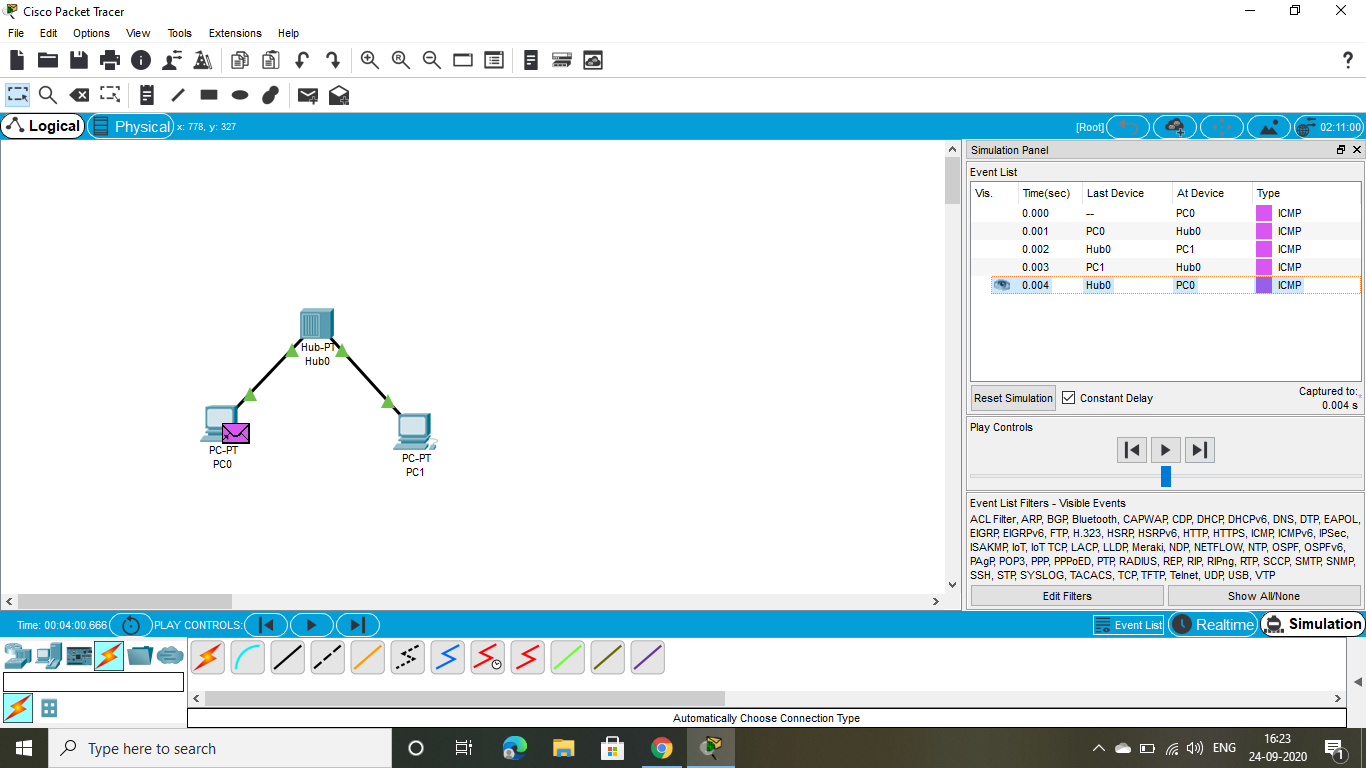 Cisco Packet Tracer
File Edit Options View Tools Extensions Help
?
Logical Physical x: 778, y: 327 [Root] 02:11:00
Simulation Panel
Event List
Vis. Time(sec) Last Device At Device Type
0.000 -- PC0 ICMP
0.001 PC0 Hub0 ICMP
0.002 Hub0 PC1 ICMP
0.003 PC1 Hub0 ICMP
0.004 Hub0 PC0 ICMP
Reset Simulation Constant Delay Captured to:
0.004 s
Play Controls
Event List Filters - Visible Events
ACL Filter, ARP, BGP, Bluetooth, CAPWAP, CDP, DHCP, DHCPv6, DNS, DTP, EAPOL,
EIGRP, EIGRPv6, FTP, H.323, HSRP, HSRPv6, HTTP, HTTPS, ICMP, ICMPv6, IPSec,
ISAKMP, IoT, IoT TCP, LACP, LLDP, Meraki, NDP, NETFLOW, NTP, OSPF, OSPFv6,
PAgP, POP3, PPP, PPPoED, PTP, RADIUS, REP, RIP, RIPng, RTP, SCCP, SMTP, SNMP,
SSH, STP, SYSLOG, TACACS, TCP, TFTP, Telnet, UDP, USB, VTP
Edit Filters Show All/None
Hub-PT
Hub0
PC-PT
PC0
PC-PT
PC1
Time: 00:04:00.666 PLAY CONTROLS: Event List Realtime Simulation
Automatically Choose Connection Type
Type here to search
ENG
16:23
24-09-2020
1